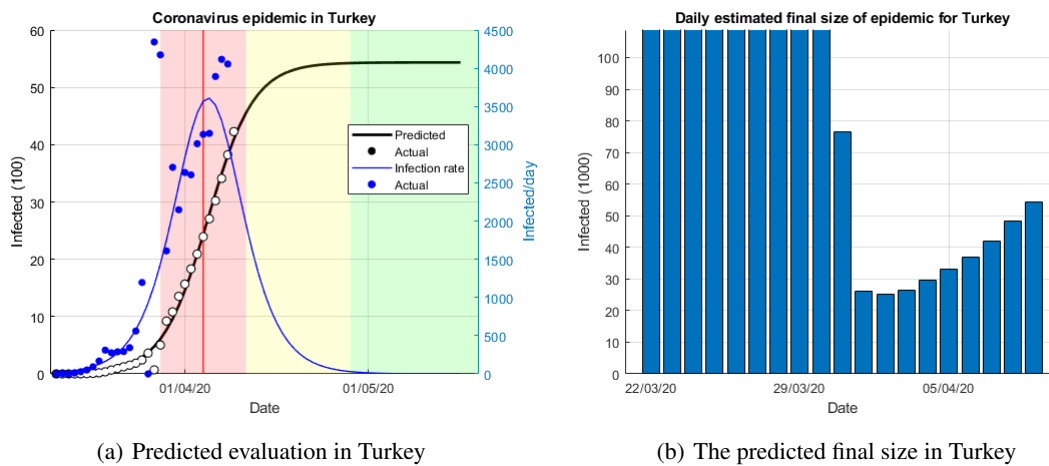 Coronavirus epidemic in Turkey
60
50
40
30
20
10
0
Infected (100)
4500
4000
3500
3000
2500
2000
1500
1000
500
0
Infected/day
Predicted
Actual
Infection rate
Actual
01/04/20
01/05/20
Date
(a) Predicted evaluation in Turkey
Daily estimated final size of epidemic for Turkey
100
90
80
70
60
50
40
30
20
10
0
Infected (1000)
22/03/20
29/03/20
05/04/20
Date
(b) The predicted final size in Turkey